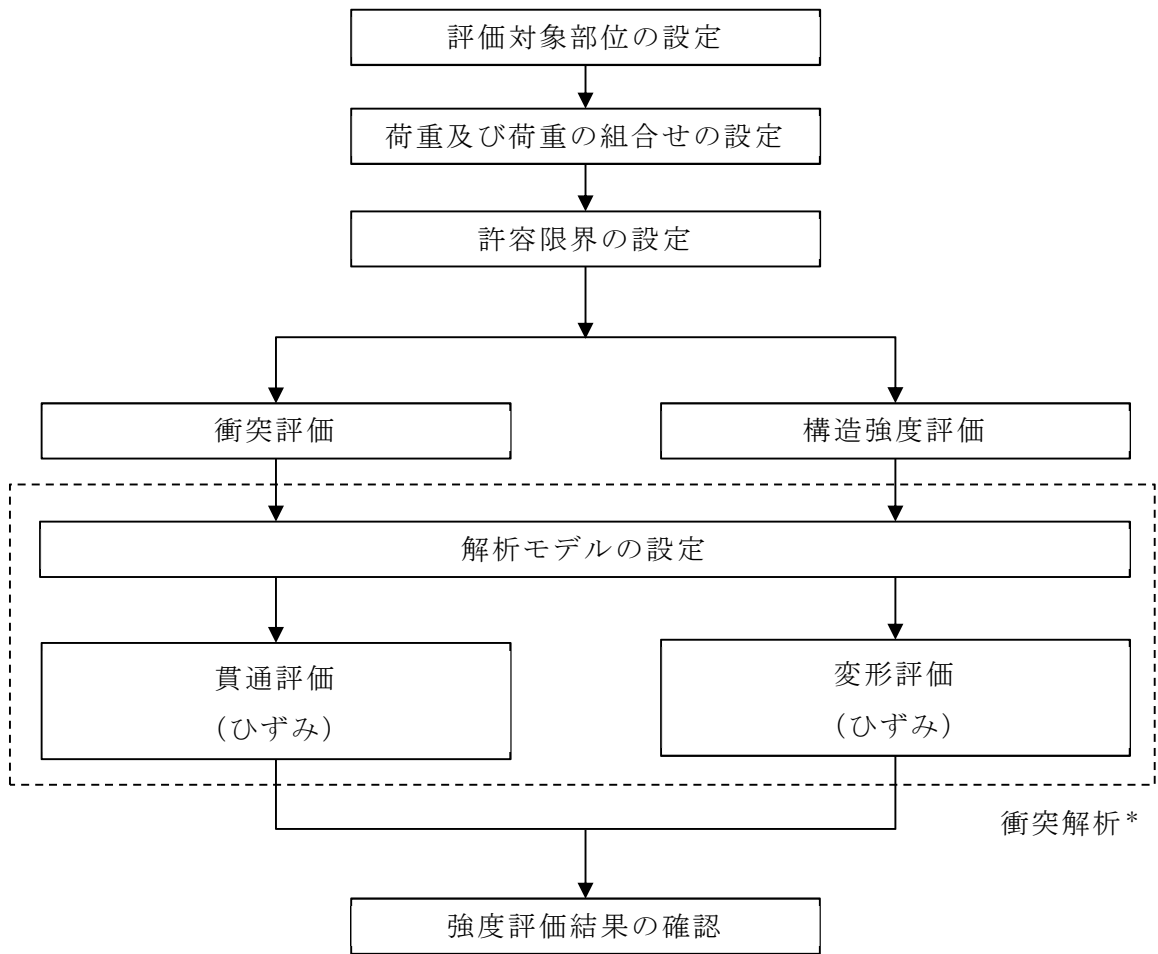 評価対象部位の設定
荷重及び荷重の組合せの設定
許容限界の設定
衝突評価
構造強度評価
解析モデルの設定
貫通評価
(ひずみ)
変形評価
(ひずみ)
衝突解析*
強度評価結果の確認